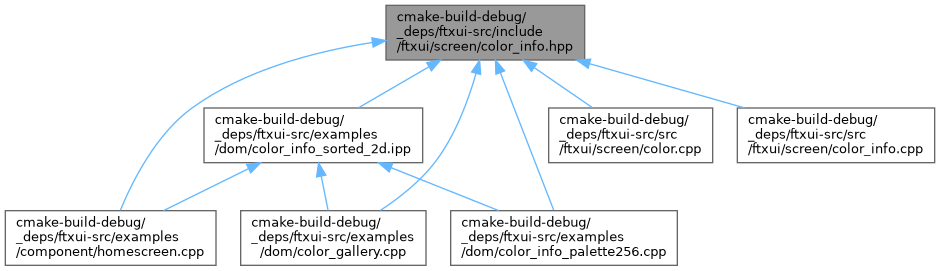 cmake-build-debug/
_deps/ftxui-src/include
/ftxui/screen/color_info.hpp
cmake-build-debug/
_deps/ftxui-src/examples
/dom/color_info_sorted_2d.ipp
cmake-build-debug/
_deps/ftxui-src/src
/ftxui/screen/color.cpp
cmake-build-debug/
_deps/ftxui-src/src
/ftxui/screen/color_info.cpp
cmake-build-debug/
_deps/ftxui-src/examples
/component/homescreen.cpp
cmake-build-debug/
_deps/ftxui-src/examples
/dom/color_gallery.cpp
cmake-build-debug/
_deps/ftxui-src/examples
/dom/color_info_palette256.cpp